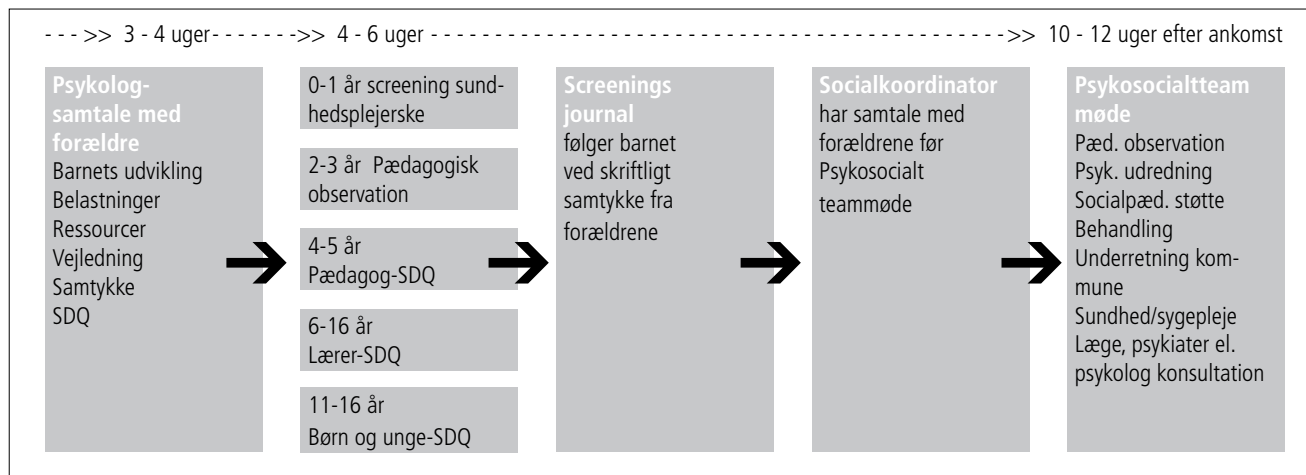 - - - >> 3 - 4 uger- - - - - - ->> 4 - 6 uger - - - - - - - - - - - - - - - - - - - - - - - - - - - - - - - - - - - - - - - - - - - - - - - ->> 10 - 12 uger efter ankomst
Psykolog-
samtale med
forældre
Barnets udvikling
Belastninger
Ressourcer
Vejledning
Samtykke
SDQ
0-1 år screening sund-
hedsplejerske
2-3 år Pædagogisk
observation
4-5 år
Pædagog-SDQ
6-16 år
Lærer-SDQ
11-16 år
Børn og unge-SDQ
Screenings
journal
følger barnet
ved skriftligt
samtykke fra
forældrene
Socialkoordinator
har samtale med
forældrene før
Psykosocialt
teammøde
Psykosocialtteam
møde
Pæd. observation
Psyk. udredning
Socialpæd. støtte
Behandling
Underretning kom-
mune
Sundhed/sygepleje
Læge, psykiater el.
psykolog konsultation